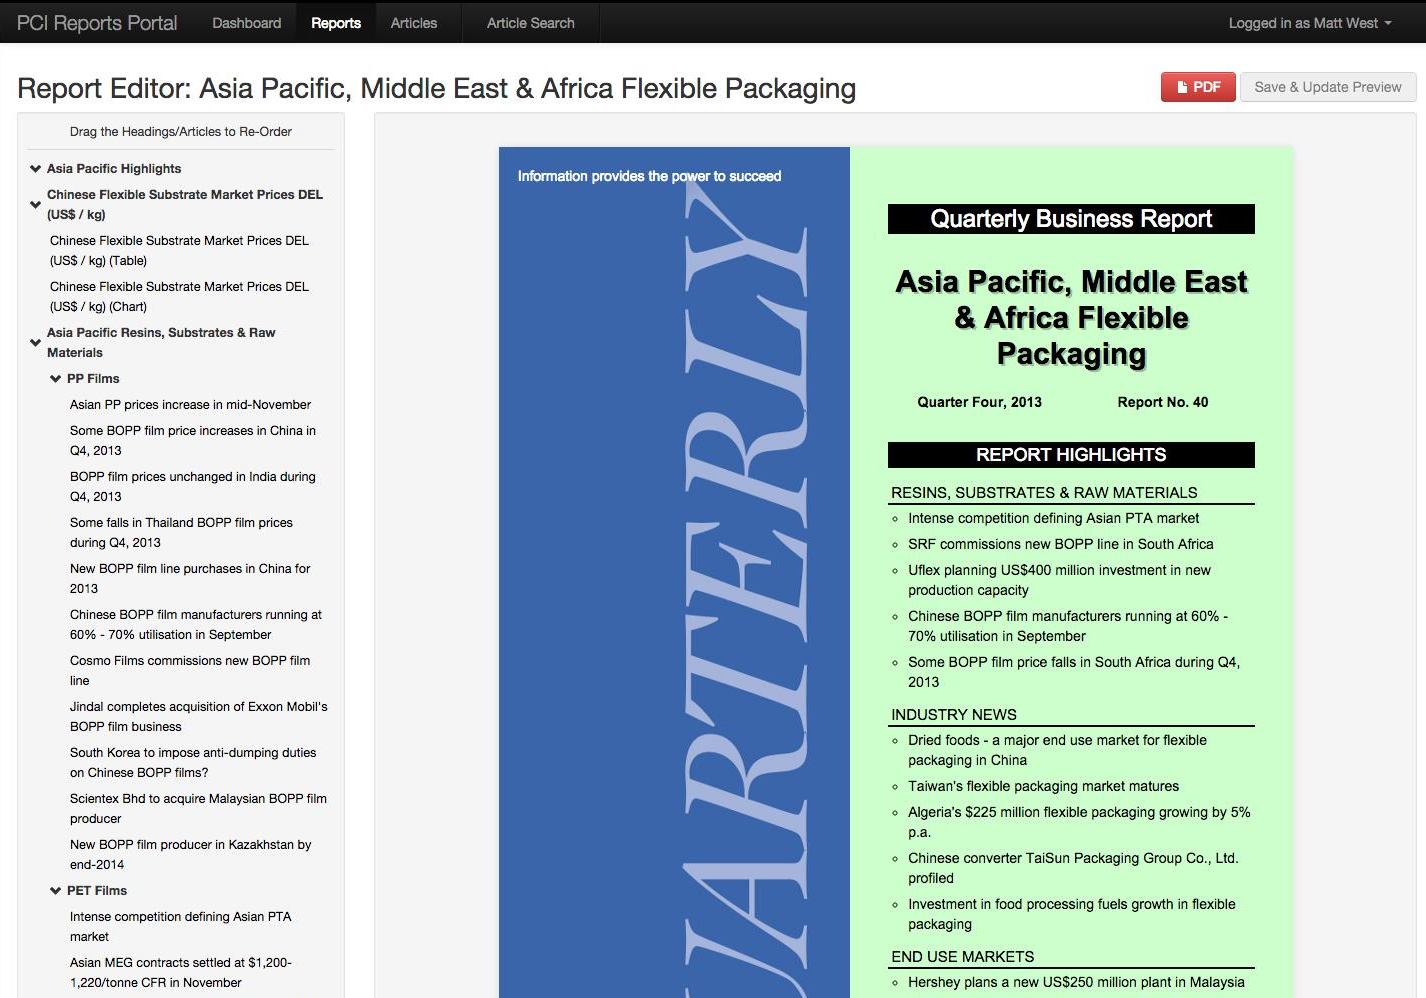 PCI Reports Portal
Dashboard
Reports
Articles
Article Search
Logged in as Matt West
Report Editor: Asia Pacific, Middle East & Africa Flexible Packaging
PDF
Save & Update Preview
Drag the Headings/Articles to Re-Order
Asia Pacific Highlights
Chinese Flexible Substrate Market Prices DEL
(US$ / kg)
Chinese Flexible Substrate Market Prices DEL
(US$ / kg) (Table)
Chinese Flexible Substrate Market Prices DEL
(US$ / kg) (Chart)
Asia Pacific Resins, Substrates & Raw
Materials
PP Films
Asian PP prices increase in mid-November
Some BOPP film price increases in China in
Q4, 2013
BOPP film prices unchanged in India during
Q4, 2013
Some falls in Thailand BOPP film prices
during Q4, 2013
New BOPP film line purchases in China for
2013
Chinese BOPP film manufacturers running at
60% - 70% utilisation in September
Cosmo Films commissions new BOPP film
line
Jindal completes acquisition of Exxon Mobil's
BOPP film business
South Korea to impose anti-dumping duties
on Chinese BOPP films?
Scientex Bhd to acquire Malaysian BOPP film
producer
New BOPP film producer in Kazakhstan by
end-2014
PET Films
Intense competition defining Asian PTA
market
Asian MEG contracts settled at $1,200-
1,220/tonne CFR in November
Information provides the power to succeed
UARTERLY
Quarterly Business Report
Asia Pacific, Middle East
& Africa Flexible
Packaging
Quarter Four, 2013
Report No. 40
REPORT HIGHLIGHTS
RESINS, SUBSTRATES & RAW MATERIALS
Intense competition defining Asian PTA market
SRF commissions new BOPP line in South Africa
Uflex planning US$400 million investment in new
production capacity
Chinese BOPP film manufacturers running at 60% -
70% utilisation in September
Some BOPP film price falls in South Africa during Q4,
2013
INDUSTRY NEWS
Dried foods - a major end use market for flexible
packaging in China
Taiwan's flexible packaging market matures
Algeria's $225 million flexible packaging growing by 5%
p.a.
Chinese converter TaiSun Packaging Group Co., Ltd.
profiled
Investment in food processing fuels growth in flexible
packaging
END USE MARKETS
Hershey plans a new US$250 million plant in Malaysia